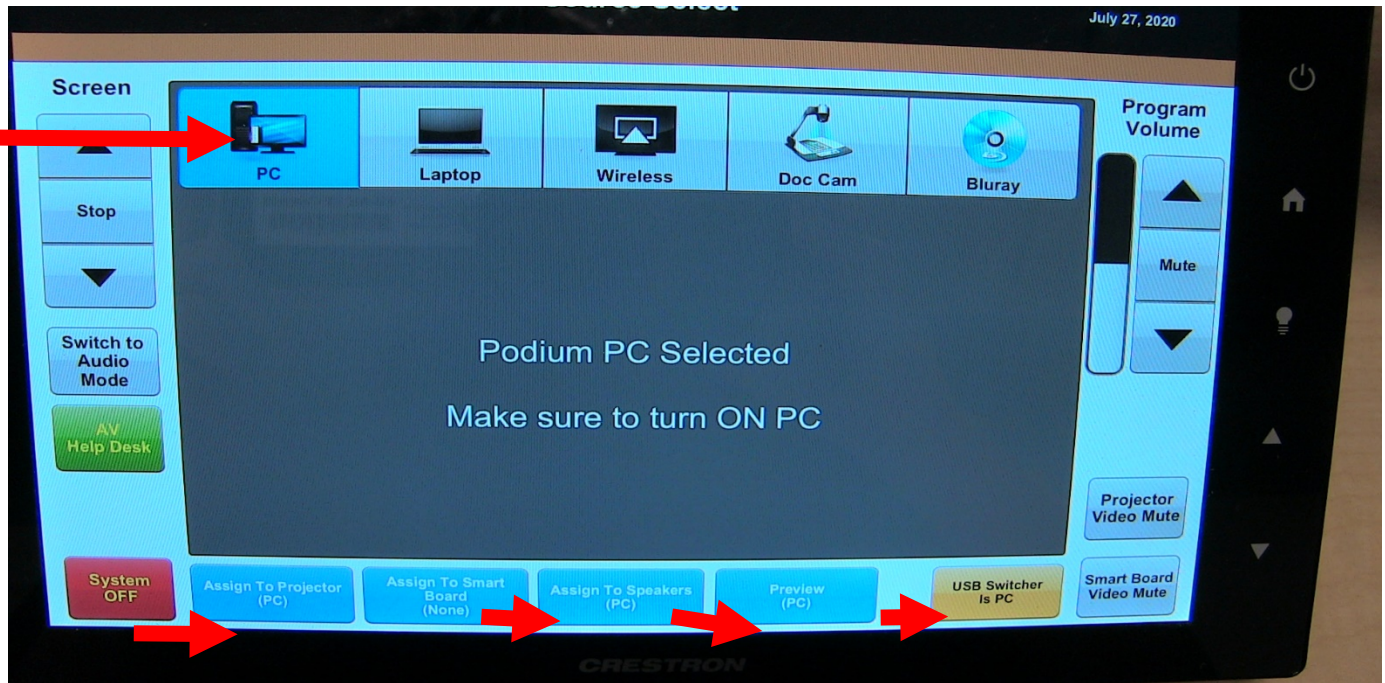 July 27, 2020
Screen
Stop
Switch to
Audio
Mode
AV
Help Desk
System
OFF
PC
Laptop
Wireless
Doc Cam
Bluray
Podium PC Selected
Make sure to turn ON PC
Assign To Projector
(PC)
Assign To Smart
Board
(None)
Assign To Speakers
(PC)
Preview
(PC)
USB Switcher
Is PC
Program
Volume
Mute
Projector
Video Mute
Smart Board
Video Mute
CRESTRON